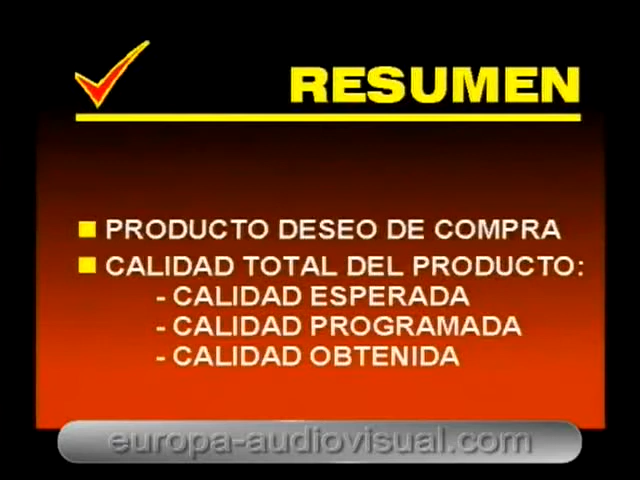 RESUMEN
PRODUCTO DESEO DE COMPRA
CALIDAD TOTAL DEL PRODUCTO:
- CALIDAD ESPERADA
- CALIDAD PROGRAMADA
- CALIDAD OBTENIDA
europa-audiovisual.com